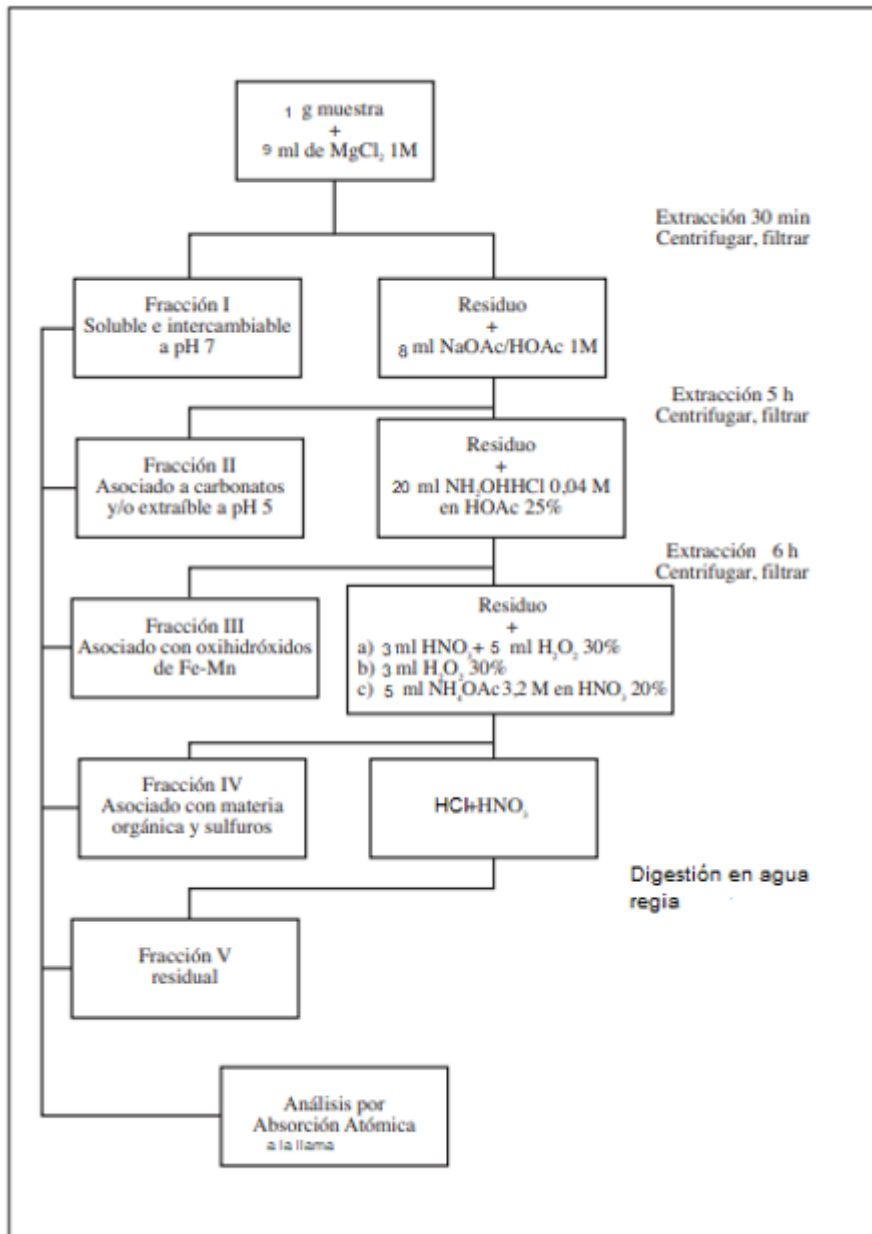 1 g muestra
+
9 ml de MgCl₂ 1M
Extracción 30 min
Centrifugar, filtrar
Fracción I
Soluble e intercambiable
a pH 7
Residuo
+
8 ml NaOAc/HOAc 1M
Extracción 5 h
Centrifugar, filtrar
Fracción II
Asociado a carbonatos
y/o extraíble a pH 5
Residuo
+
20 ml NH₂OHHCl 0,04 M
en HOAc 25%
Extracción 6 h
Centrifugar, filtrar
Fracción III
Asociado con oxihidróxidos
de Fe-Mn
Residuo
+
a) 3 ml HNO₃+ 5 ml H₂O₂ 30%
b) 3 ml H₂O₂ 30%
c) 5 ml NH₄OAc 3,2 M en HNO₃ 20%
Fracción IV
Asociado con materia
orgánica y sulfuros
HCl+HNO₃
Digestión en agua
regia
Fracción V
residual
Análisis por
Absorción Atómica
a la llama